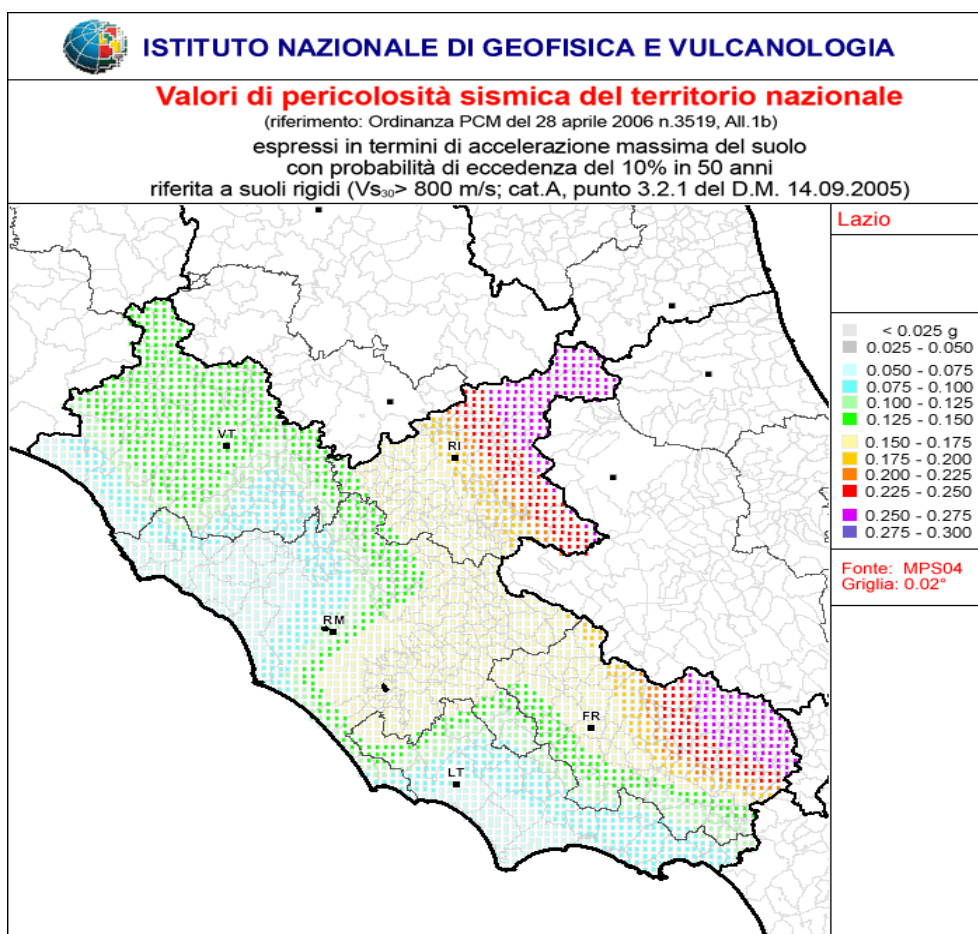 ISTITUTO NAZIONALE DI GEOFISICA E VULCANOLOGIA
Valori di pericolosità sismica del territorio nazionale
(riferimento: Ordinanza PCM del 28 aprile 2006 n.3519, All.1b)
espressi in termini di accelerazione massima del suolo
con probabilità di eccedenza del 10% in 50 anni
riferita a suoli rigidi (Vs₃₀> 800 m/s; cat.A, punto 3.2.1 del D.M. 14.09.2005)
Lazio
< 0.025 g
0.025 - 0.050
0.050 - 0.075
0.075 - 0.100
0.100 - 0.125
0.125 - 0.150
0.150 - 0.175
0.175 - 0.200
0.200 - 0.225
0.225 - 0.250
0.250 - 0.275
0.275 - 0.300
Fonte: MPS04
Griglia: 0.02°
VT
RI
RM
FR
LT